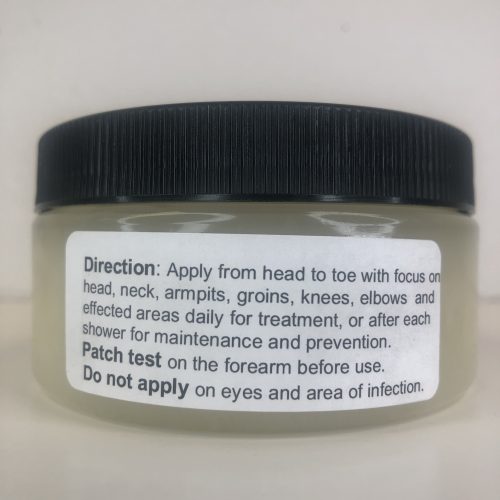 Direction: Apply from head to toe with focus on
head, neck, armpits, groins, knees, elbows and
effected areas daily for treatment, or after each
shower for maintenance and prevention.
Patch test on the forearm before use.
Do not apply on eyes and area of infection.